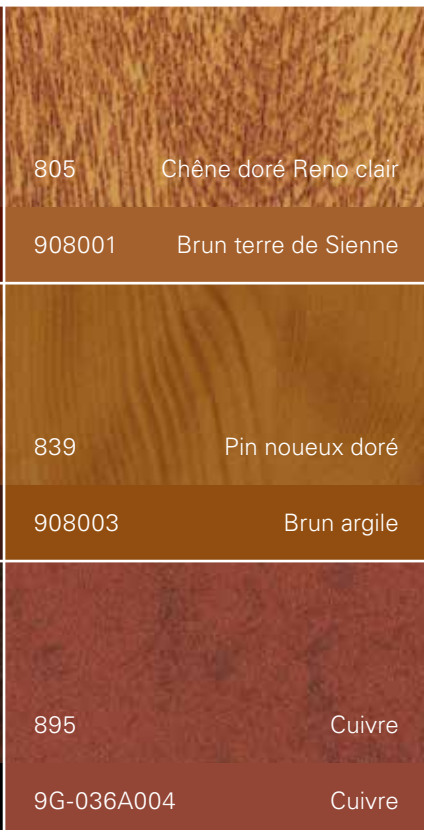 805 Chêne doré Reno clair
908001 Brun terre de Sienne
839 Pin noueux doré
908003 Brun argile
895 Cuivre
9G-036A004 Cuivre